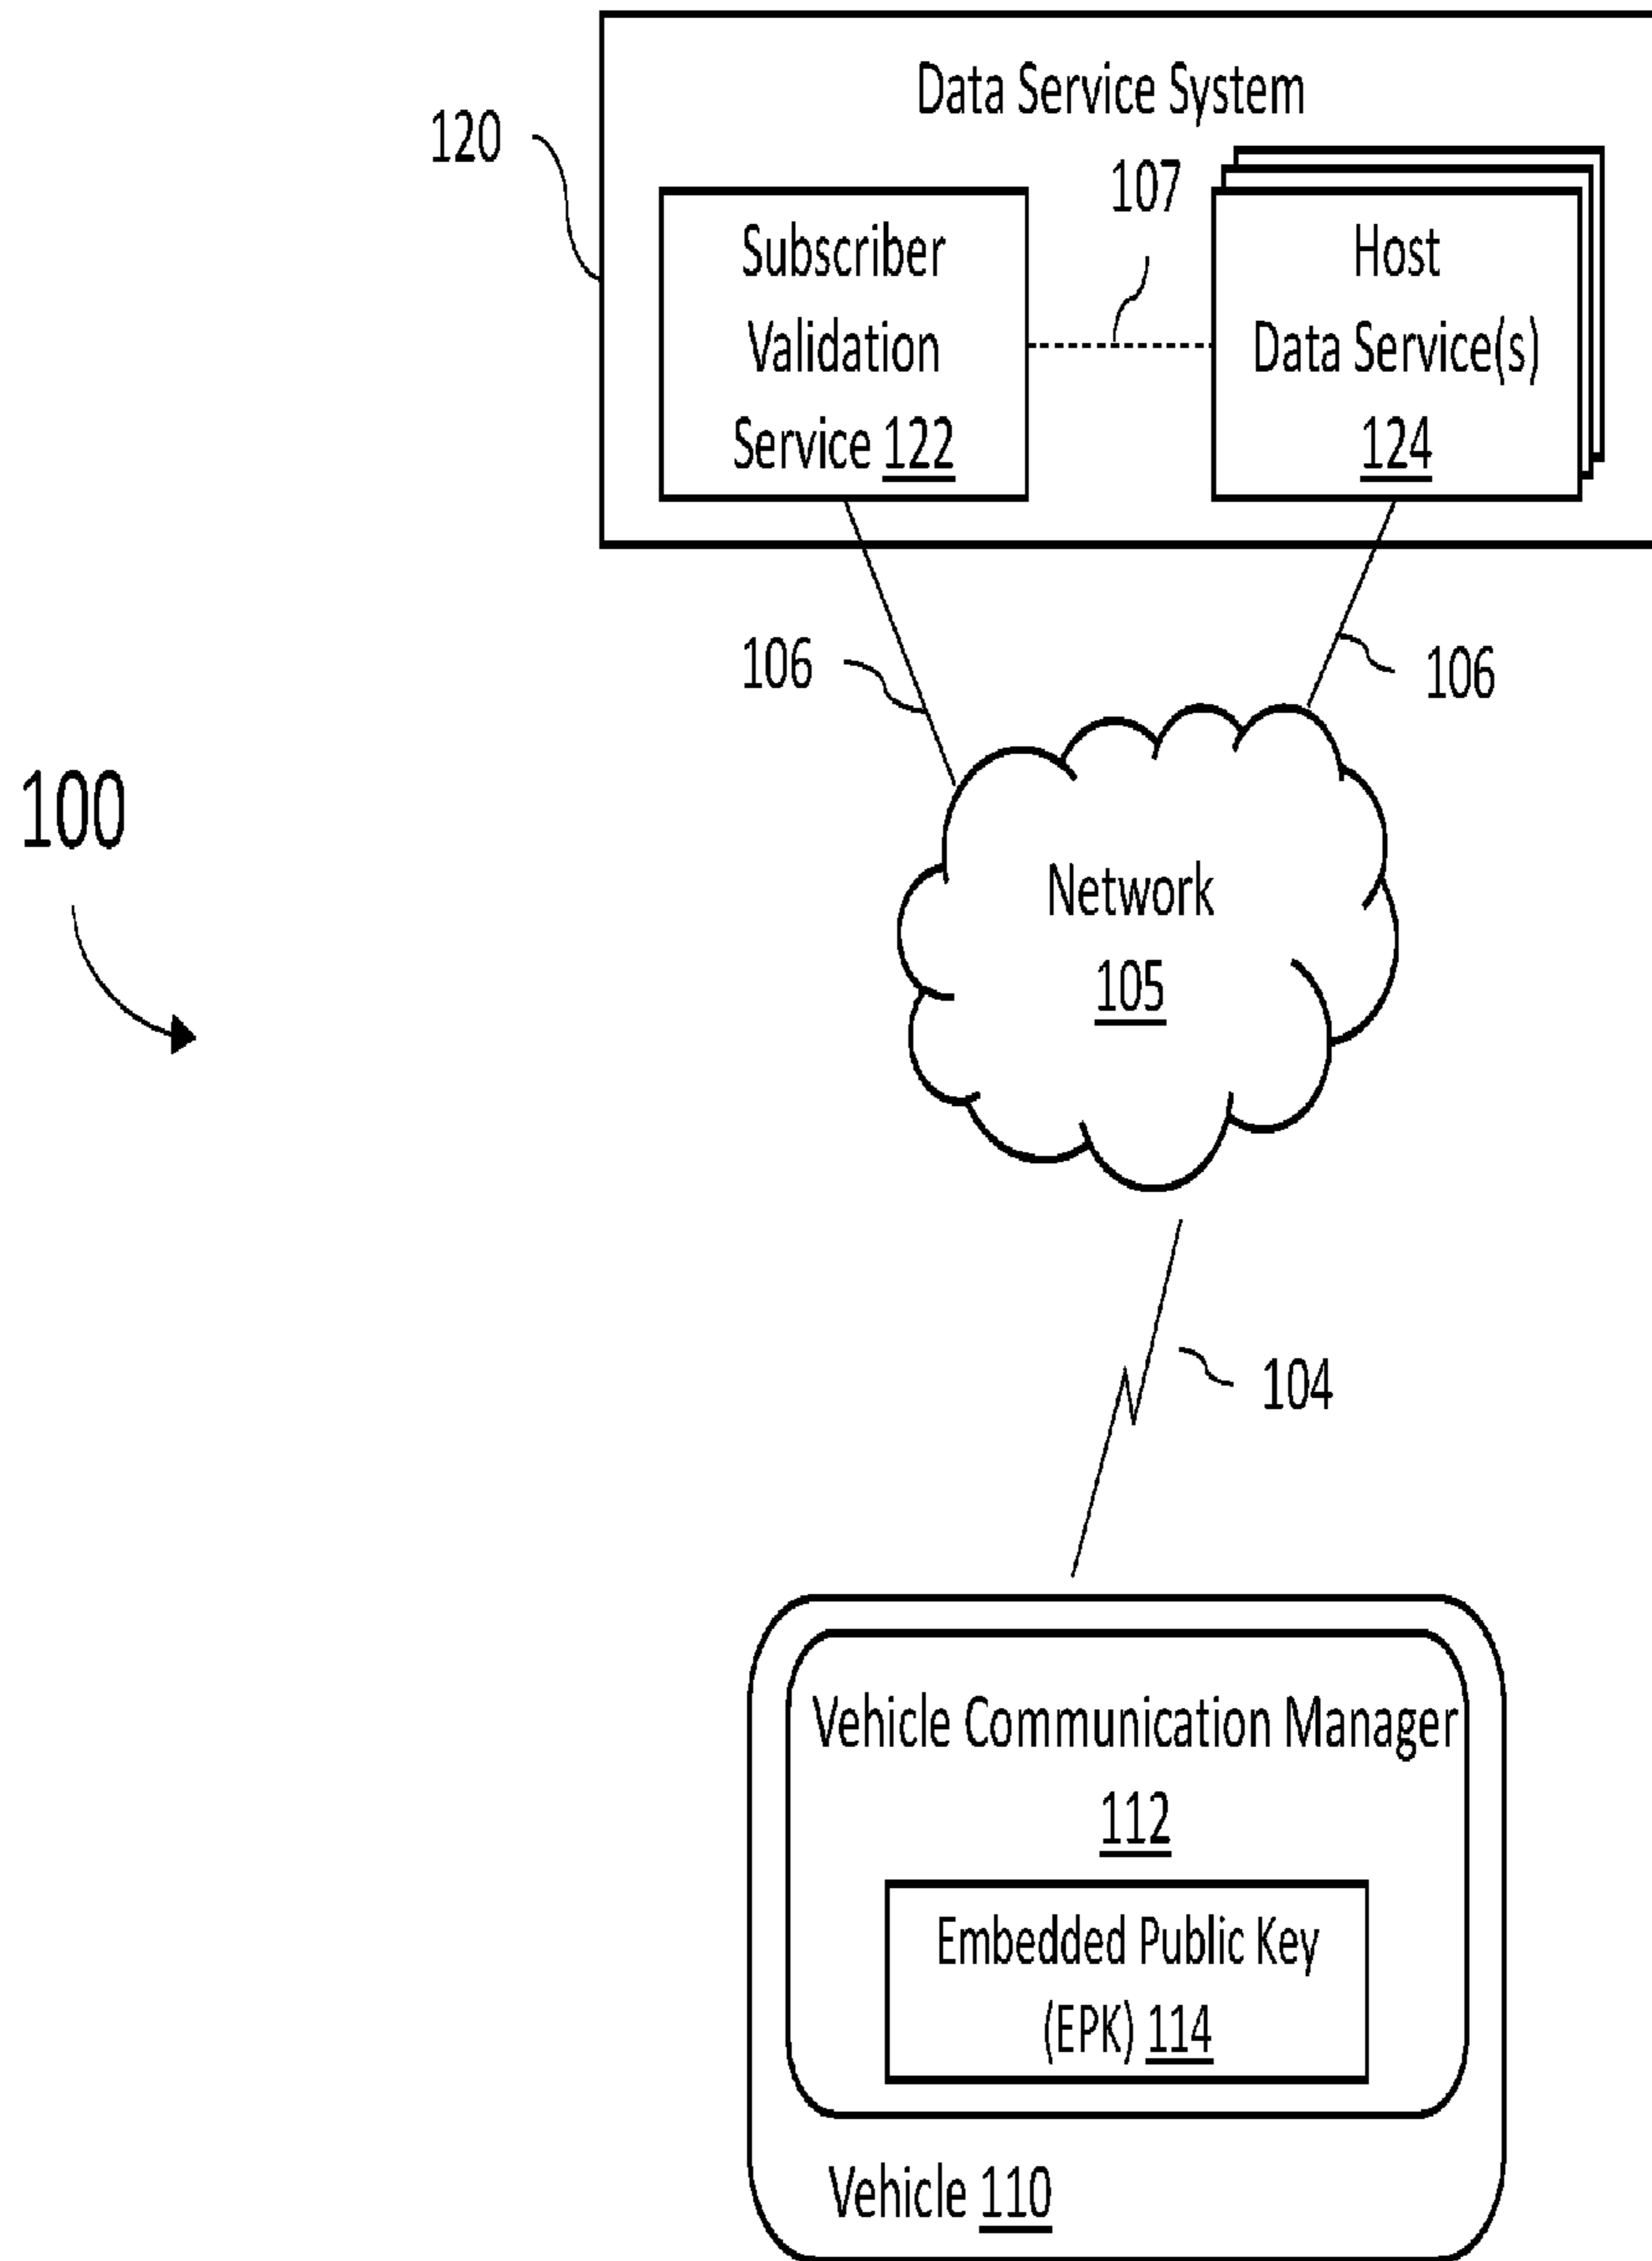 Data Service System
120
107
Subscriber
Validation
Service 122
Host
Data Service(s)
124
106
106
100
Network
105
104
Vehicle Communication Manager
112
Embedded Public Key
(EPK) 114
Vehicle 110